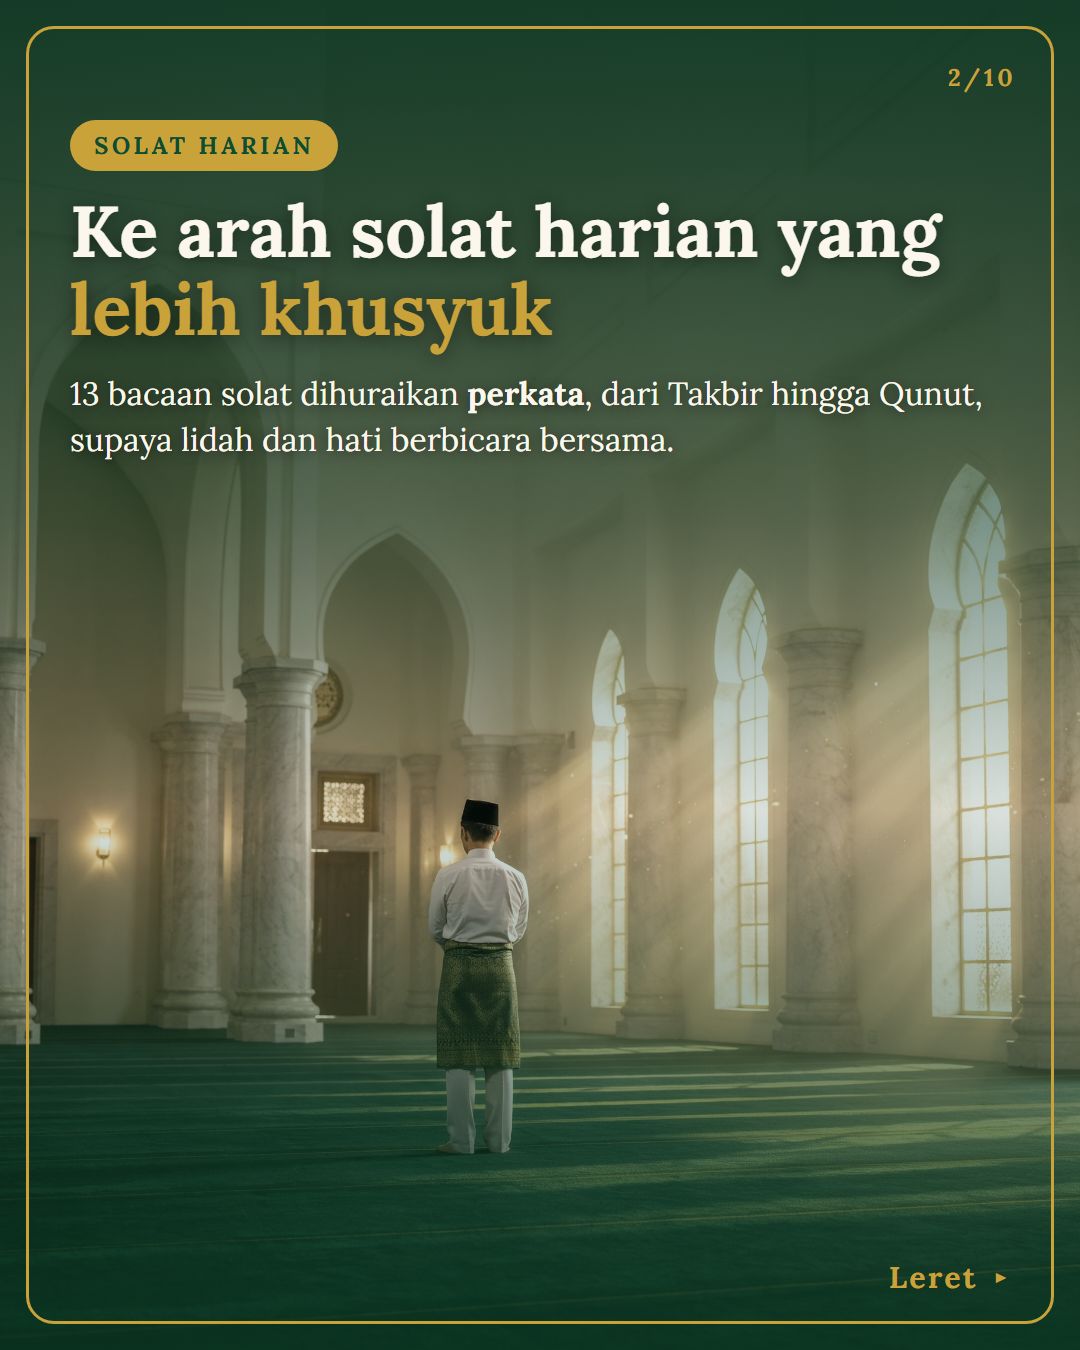 2/10
SOLAT HARIAN
Ke arah solat harian yang
lebih khusyuk
13 bacaan solat dihuraikan perkata, dari Takbir hingga Qunut,
supaya lidah dan hati berbicara bersama.
Leret ►